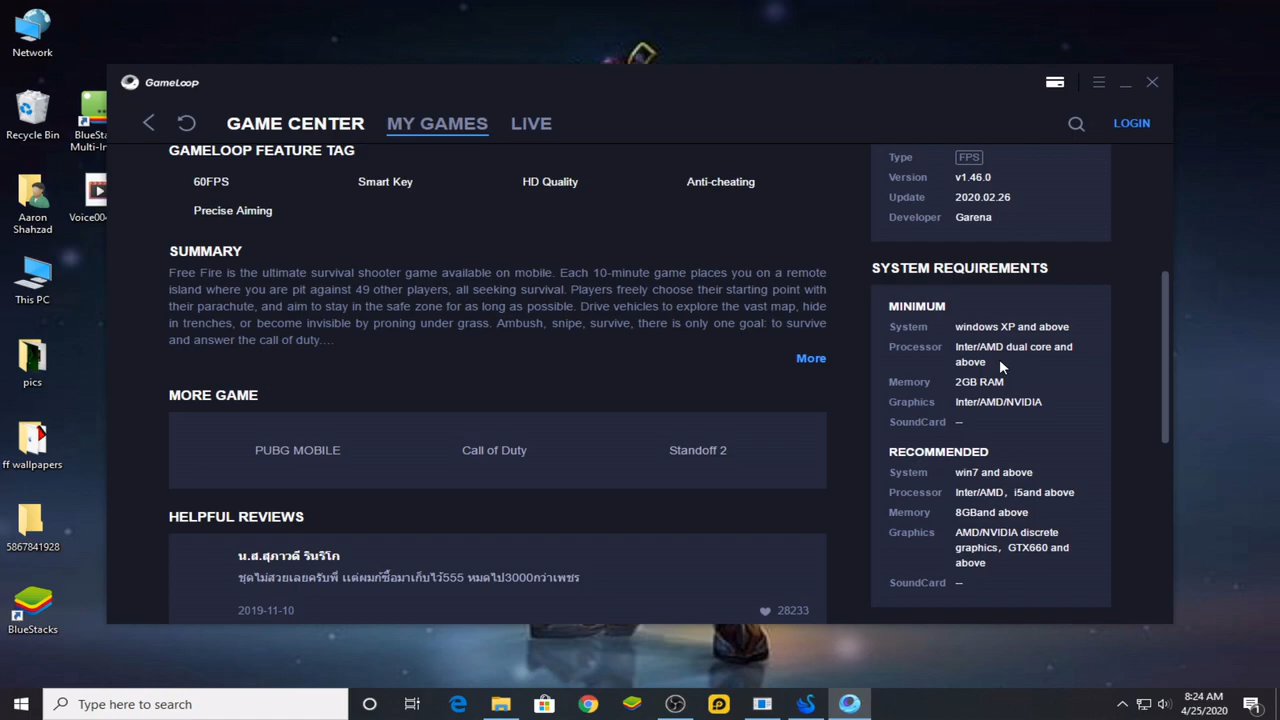 Network
Recycle Bin
BlueSt
Multi-In
Aaron
Shahzad
Voice004
This PC
pics
ff wallpapers
5867841928
BlueStacks
GameLoop
GAME CENTER
MY GAMES
LIVE
LOGIN
GAMELOOP FEATURE TAG
60FPS
Smart Key
HD Quality
Anti-cheating
Precise Aiming
SUMMARY
Free Fire is the ultimate survival shooter game available on mobile. Each 10-minute game places you on a remote
island where you are pit against 49 other players, all seeking survival. Players freely choose their starting point with
their parachute, and aim to stay in the safe zone for as long as possible. Drive vehicles to explore the vast map, hide
in trenches, or become invisible by proning under grass. Ambush, snipe, survive, there is only one goal: to survive
and answer the call of duty....
More
MORE GAME
PUBG MOBILE
Call of Duty
Standoff 2
HELPFUL REVIEWS
น.ส.สุภาวดี รินริโก
ชุดไม่สวยเลยครับพี่ แต่ผมก็ซื้อมาเก็บไว้555 หมดไป3000กว่าเพชร
2019-11-10
28233
Type FPS
Version v1.46.0
Update 2020.02.26
Developer Garena
SYSTEM REQUIREMENTS
MINIMUM
System windows XP and above
Processor Inter/AMD dual core and
above
Memory 2GB RAM
Graphics Inter/AMD/NVIDIA
SoundCard --
RECOMMENDED
System win7 and above
Processor Inter/AMD，i5and above
Memory 8GBand above
Graphics AMD/NVIDIA discrete
graphics，GTX660 and
above
SoundCard --
Type here to search
8:24 AM
4/25/2020
1